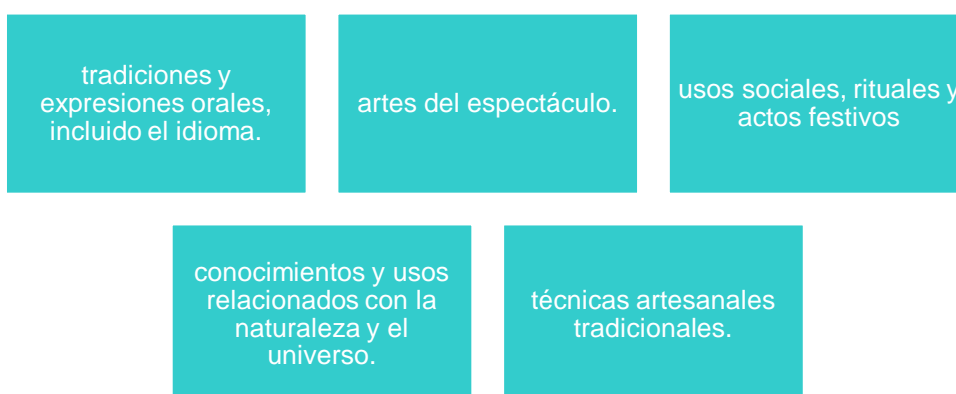 tradiciones y
expresiones orales,
incluido el idioma.
artes del espectáculo.
usos sociales, rituales y
actos festivos
conocimientos y usos
relacionados con la
naturaleza y el
universo.
técnicas artesanales
tradicionales.